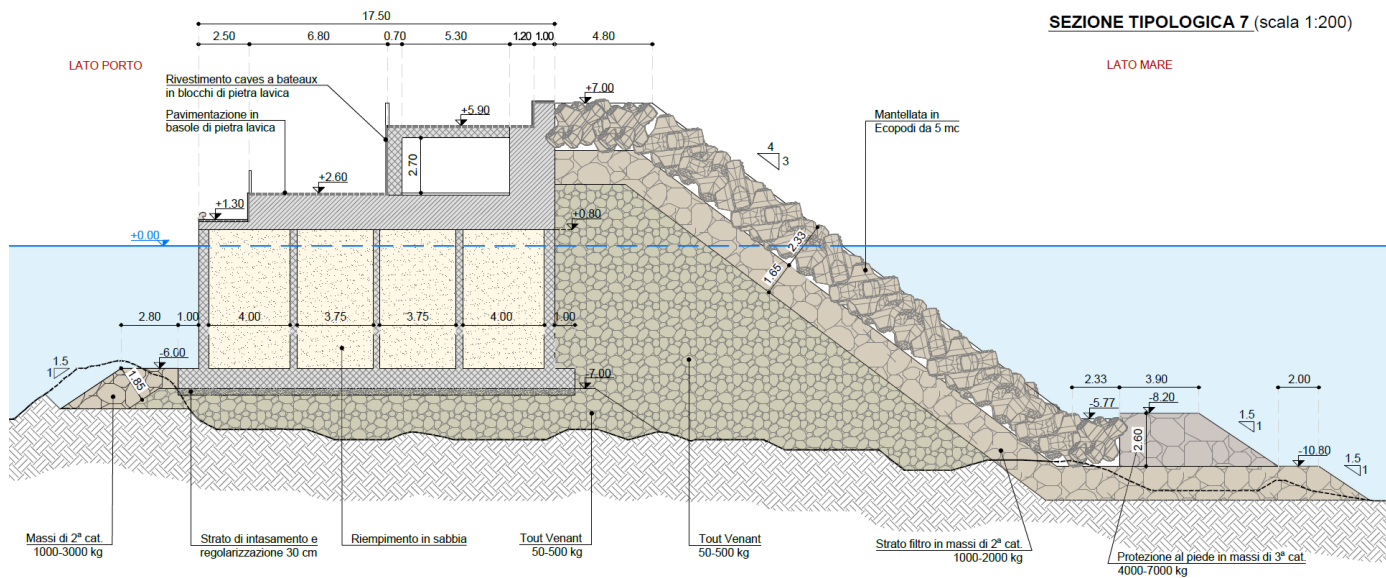 SEZIONE TIPOLOGICA 7 (scala 1:200)
17.50
2.50 6.80 0.70 5.30 1.20 1.00 4.80
LATO PORTO
LATO MARE
Rivestimento caves a bateaux
in blocchi di pietra lavica
Pavimentazione in
basole di pietra lavica
+7.00
+5.90
Mantellata in
Ecopodi da 5 mc
4
3
2.70
+2.60
+1.30
+0.80
+0.00
2.33
1.65
2.80 1.00 4.00 3.75 3.75 4.00 1.00
1.5
1
-6.00
1.85
-7.00
2.33 3.90 2.00
-5.77
-8.20
1.5
1
2.60
-10.80
1.5
1
Massi di 2ª cat.
1000-3000 kg
Strato di intasamento e
regolarizzazione 30 cm
Riempimento in sabbia
Tout Venant
50-500 kg
Tout Venant
50-500 kg
Strato filtro in massi di 2ª cat.
1000-2000 kg
Protezione al piede in massi di 3ª cat.
4000-7000 kg